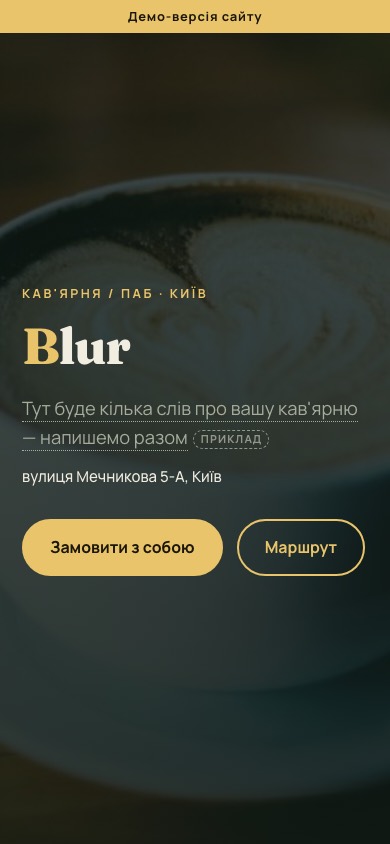 Демо-версія сайту
КАВ'ЯРНЯ / ПАБ · КИЇВ
Blur
Тут буде кілька слів про вашу кав'ярню
— напишемо разом ПРИКЛАД
вулиця Мечникова 5-А, Київ
Замовити з собою Маршрут